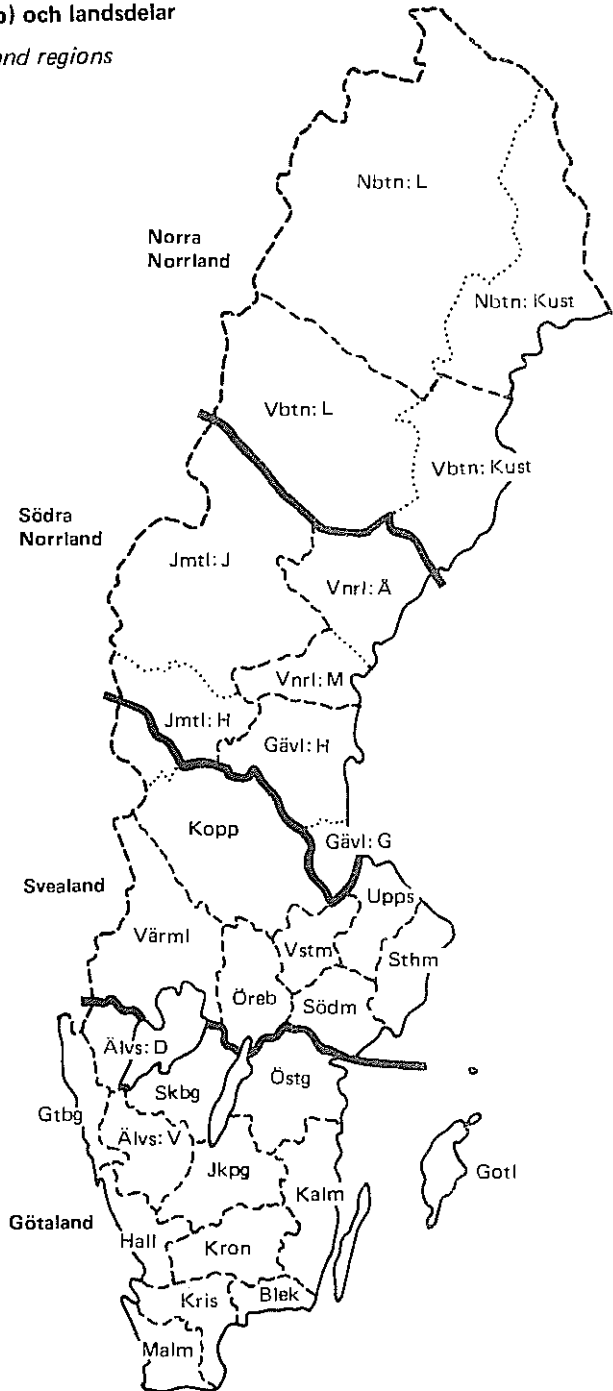 ) och landsdelar
nd regions
Nbtn: L
Norra
Norrland
Nbtn: Kust
Vbtn: L
Vbtn: Kust
Södra
Norrland
Jmtl: J
Vnrl: Å
Vnrl: M
Jmtl: H
Gävl: H
Kopp
Gävl: G
Svealand
Upps
Värml
Vstm
Sthm
Öreb
Södm
Älvs: D
Östg
Skbg
Gtbg
Älvs: V
Jkpg
Gotl
Kalm
Götaland
Hall
Kron
Kris
Blek
Malm